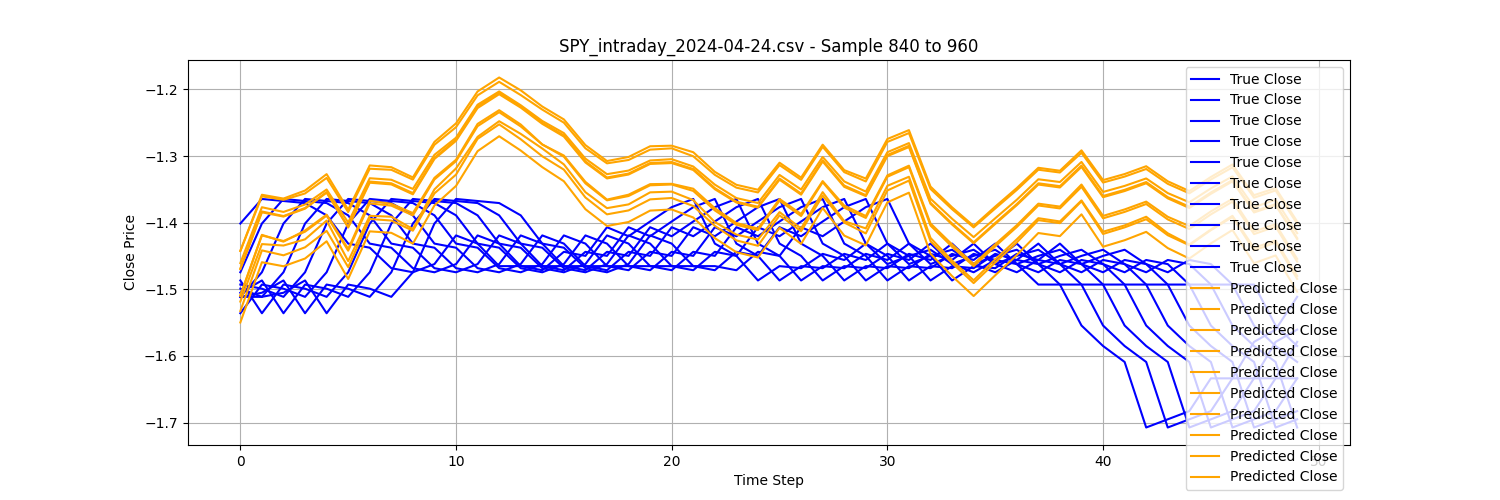 SPY_intraday_2024-04-24.csv - Sample 840 to 960
Close Price
−1.2
−1.3
−1.4
−1.5
−1.6
−1.7
0
10
20
30
40
50
Time Step
True Close
True Close
True Close
True Close
True Close
True Close
True Close
True Close
True Close
True Close
Predicted Close
Predicted Close
Predicted Close
Predicted Close
Predicted Close
Predicted Close
Predicted Close
Predicted Close
Predicted Close
Predicted Close